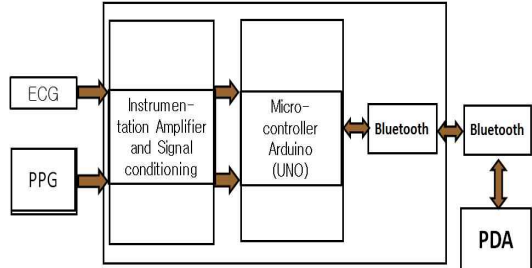 ECG
PPG
Instrumen-
tation Amplifier
and Signal
conditioning
Micro-
controller
Arduino
(UNO)
Bluetooth
Bluetooth
PDA